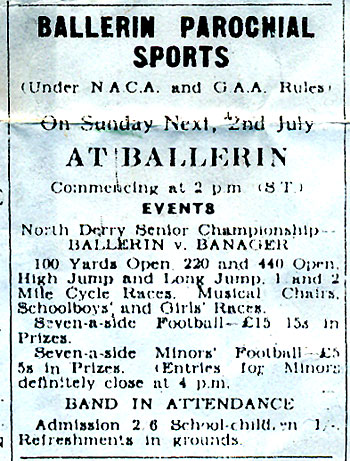 BALLERIN PAROCHIAL
SPORTS
(Under N.A.C.A. and G.A.A. Rules)
On Sunday Next, 2nd July
AT BALLERIN
Commencing at 2 p.m. (S.T.)
EVENTS
North Derry Senior Championship—
BALLERIN v. BANAGER
100 Yards Open, 220 and 440 Open,
High Jump and Long Jump, 1 and 2
Mile Cycle Races. Musical Chairs,
Schoolboys' and Girls' Races.
Seven-a-side Football—£15 15s in
Prizes.
Seven-a-side Minors' Football—£5
5s in Prizes. (Entries for Minors
definitely close at 4 p.m.
BAND IN ATTENDANCE
Admission 2/6 School-children 1/-.
Refreshments in grounds.